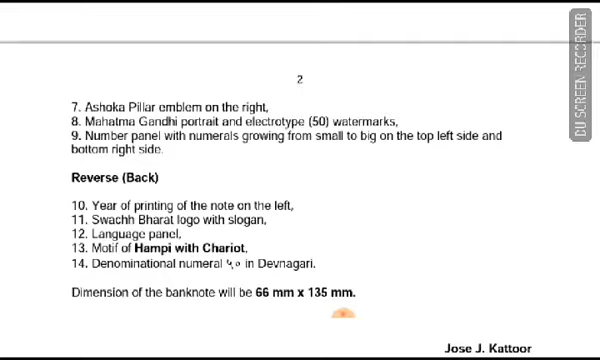 2
7. Ashoka Pillar emblem on the right,
8. Mahatma Gandhi portrait and electrotype (50) watermarks,
9. Number panel with numerals growing from small to big on the top left side and
bottom right side.
Reverse (Back)
10. Year of printing of the note on the left,
11. Swachh Bharat logo with slogan,
12. Language panel,
13. Motif of Hampi with Chariot,
14. Denominational numeral ५० in Devnagari.
Dimension of the banknote will be 66 mm x 135 mm.
Jose J. Kattoor
DU SCREEN RECORDER